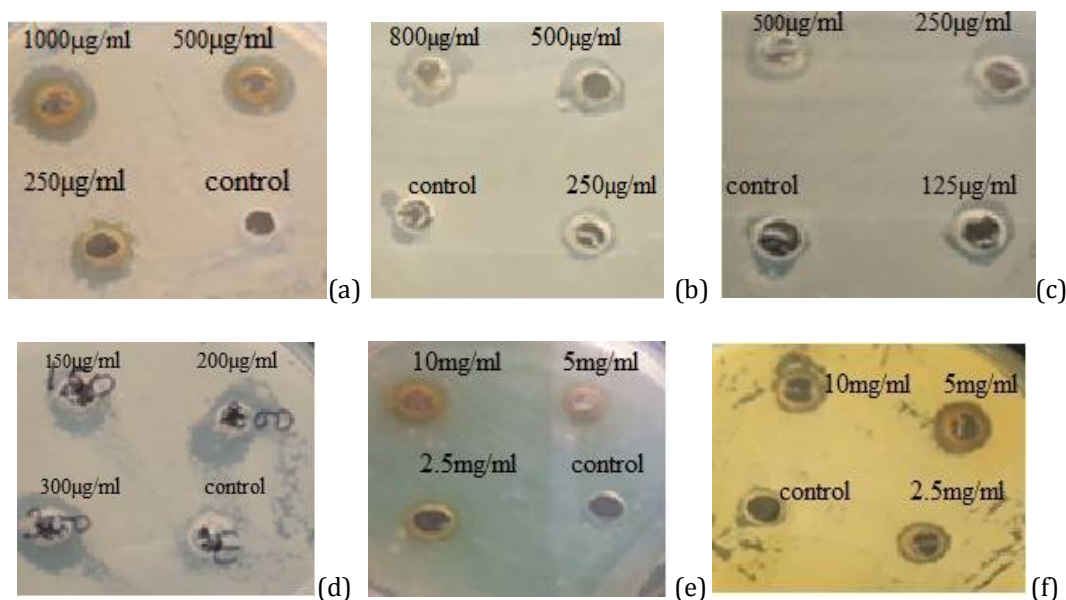 1000µg/ml 500µg/ml
250µg/ml control
(a)
800µg/ml 500µg/ml
control 250µg/ml
(b)
500µg/ml 250µg/ml
control 125µg/ml
(c)
150µg/ml 200µg/ml
300µg/ml control
(d)
10mg/ml 5mg/ml
2.5mg/ml control
(e)
10mg/ml 5mg/ml
control 2.5mg/ml
(f)